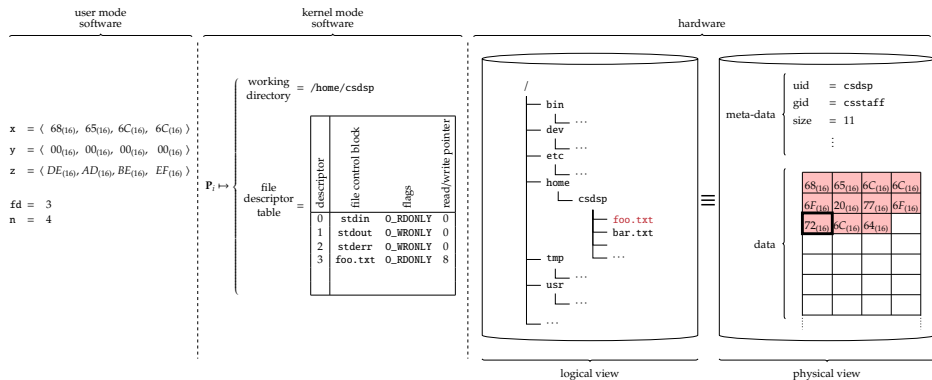 user mode
software
kernel mode
software
hardware
x = ⟨ 68(16), 65(16), 6C(16), 6C(16) ⟩
y = ⟨ 00(16), 00(16), 00(16), 00(16) ⟩
z = ⟨ DE(16), AD(16), BE(16), EF(16) ⟩
fd = 3
n = 4
Pi ↦
working
directory = /home/csdsp
file
descriptor
table =
descriptor file control block flags read/write pointer
0 stdin O_RDONLY 0
1 stdout O_WRONLY 0
2 stderr O_WRONLY 0
3 foo.txt O_RDONLY 8
/
bin
...
dev
...
etc
...
home
csdsp
foo.txt
bar.txt
...
tmp
...
usr
...
...
logical view
≡
meta-data
uid = csdsp
gid = csstaff
size = 11
⋮
data
68(16) 65(16) 6C(16) 6C(16)
6F(16) 20(16) 77(16) 6F(16)
72(16) 6C(16) 64(16)
physical view